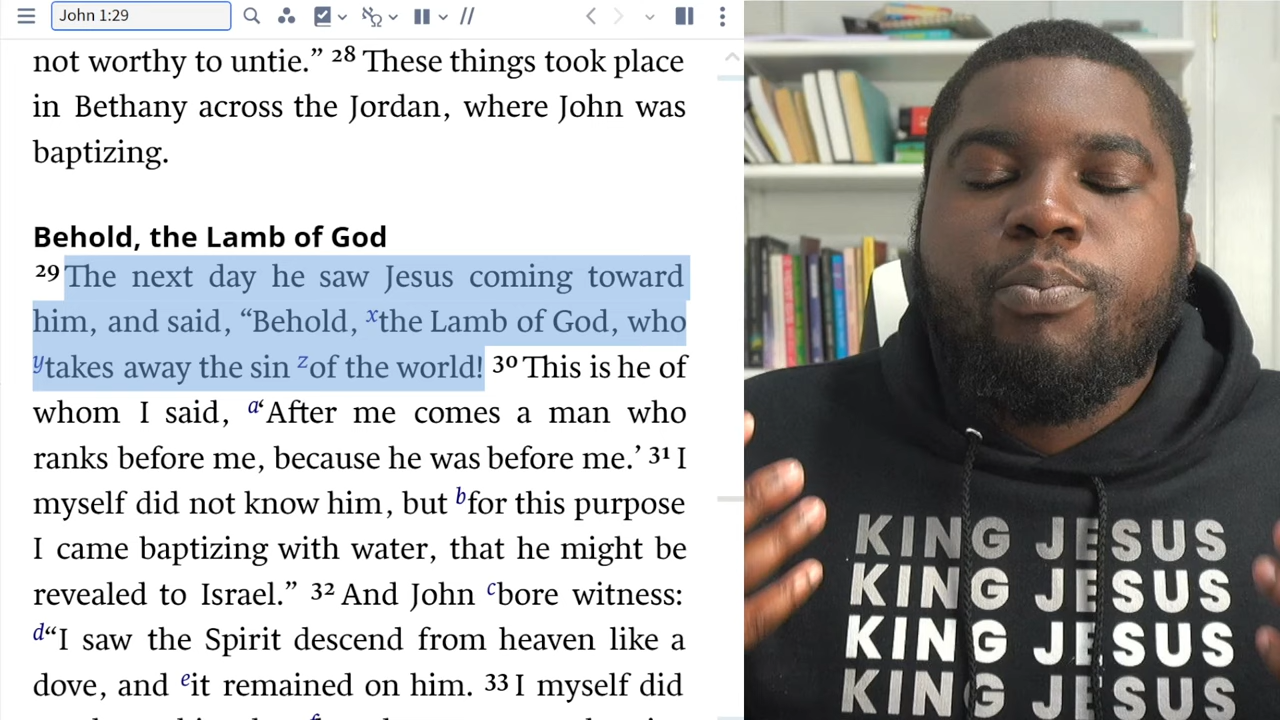 John 1:29
not worthy to untie.” 28 These things took place
in Bethany across the Jordan, where John was
baptizing.
Behold, the Lamb of God
29 The next day he saw Jesus coming toward
him, and said, “Behold, xthe Lamb of God, who
ytakes away the sin zof the world! 30 This is he of
whom I said, a‘After me comes a man who
ranks before me, because he was before me.’ 31 I
myself did not know him, but bfor this purpose
I came baptizing with water, that he might be
revealed to Israel.” 32 And John cbore witness:
d“I saw the Spirit descend from heaven like a
dove, and eit remained on him. 33 I myself did
KING JESUS
KING JESUS
KING JESUS
KING JESUS